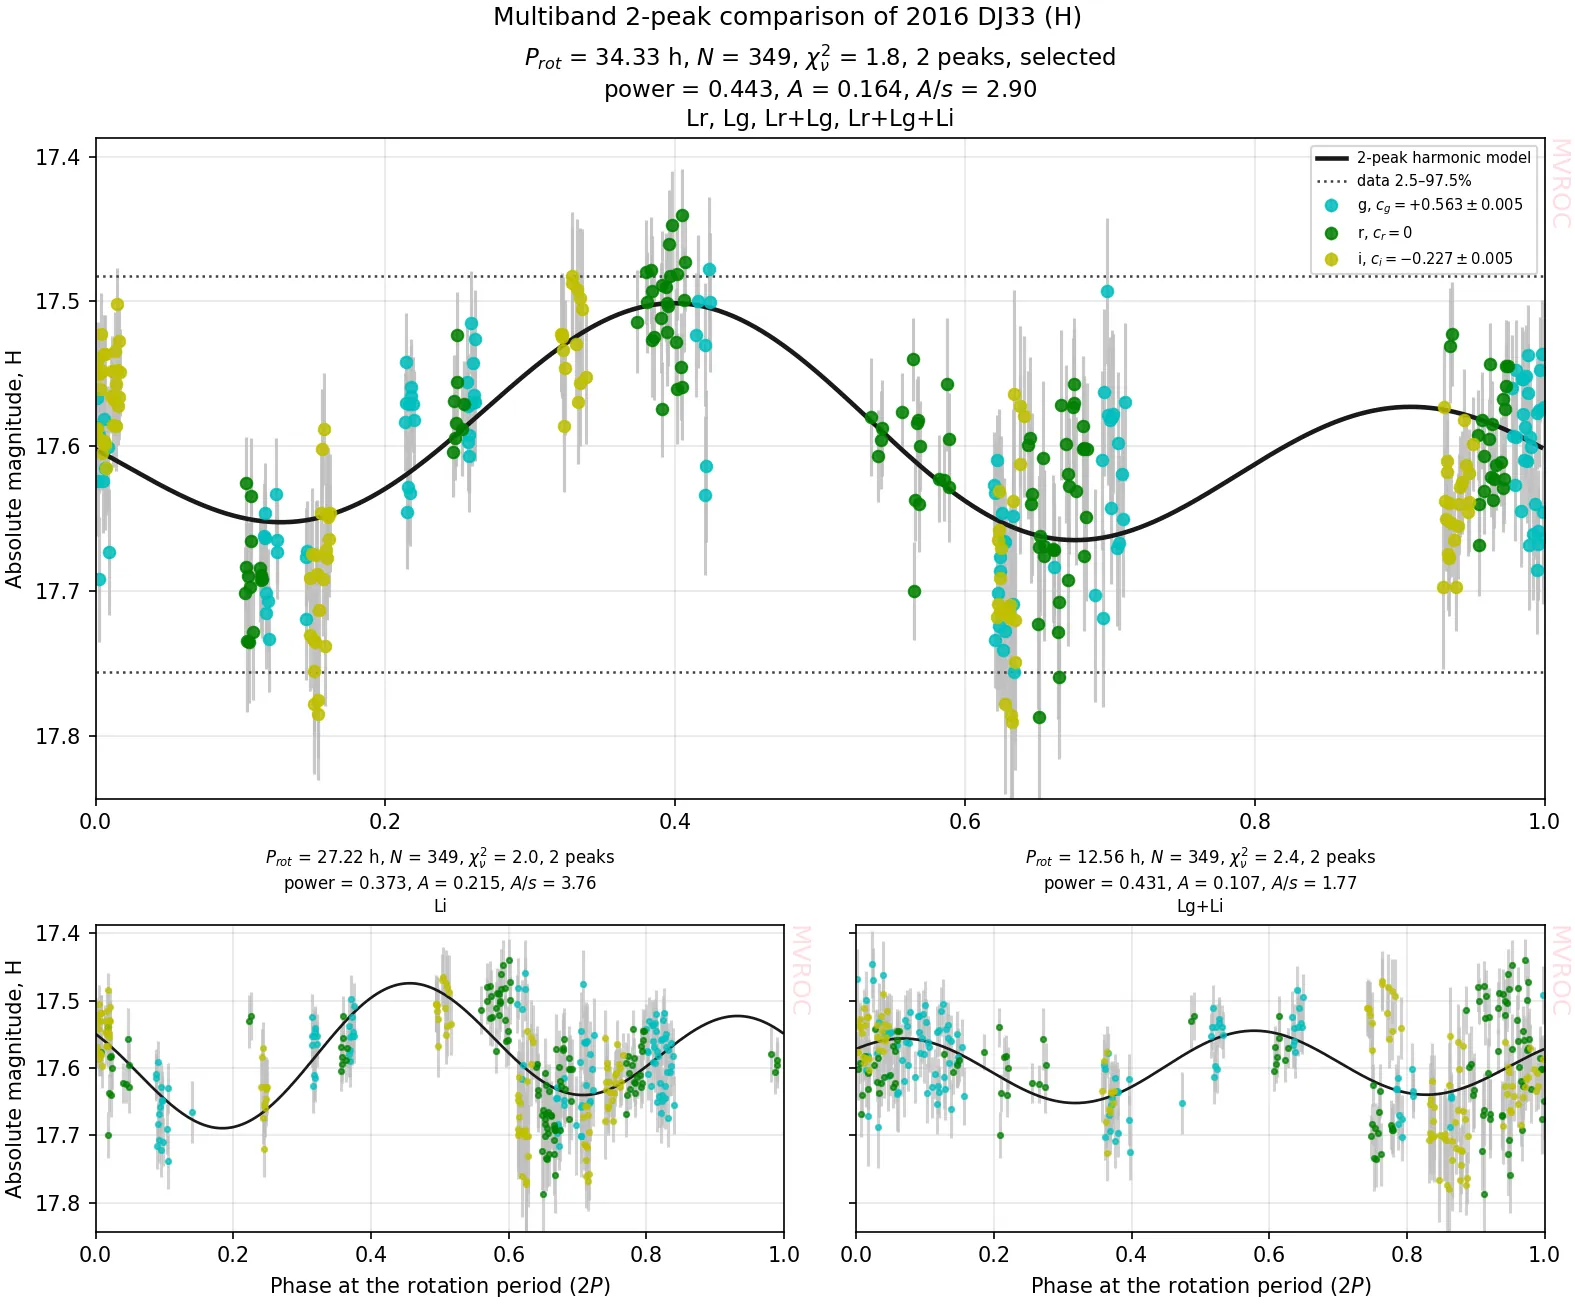 Multiband 2-peak comparison of 2016 DJ33 (H)
P_rot = 34.33 h, N = 349, χ²_ν = 1.8, 2 peaks, selected
power = 0.443, A = 0.164, A/s = 2.90
Lr, Lg, Lr+Lg, Lr+Lg+Li
2-peak harmonic model
data 2.5–97.5%
g, c_g = +0.563 ± 0.005
r, c_r = 0
i, c_i = −0.227 ± 0.005
MVROC
Absolute magnitude, H
17.4
17.5
17.6
17.7
17.8
0.0 0.2 0.4 0.6 0.8 1.0
P_rot = 27.22 h, N = 349, χ²_ν = 2.0, 2 peaks
power = 0.373, A = 0.215, A/s = 3.76
Li
MVROC
Absolute magnitude, H
17.4
17.5
17.6
17.7
17.8
0.0 0.2 0.4 0.6 0.8 1.0
Phase at the rotation period (2P)
P_rot = 12.56 h, N = 349, χ²_ν = 2.4, 2 peaks
power = 0.431, A = 0.107, A/s = 1.77
Lg+Li
MVROC
0.0 0.2 0.4 0.6 0.8 1.0
Phase at the rotation period (2P)